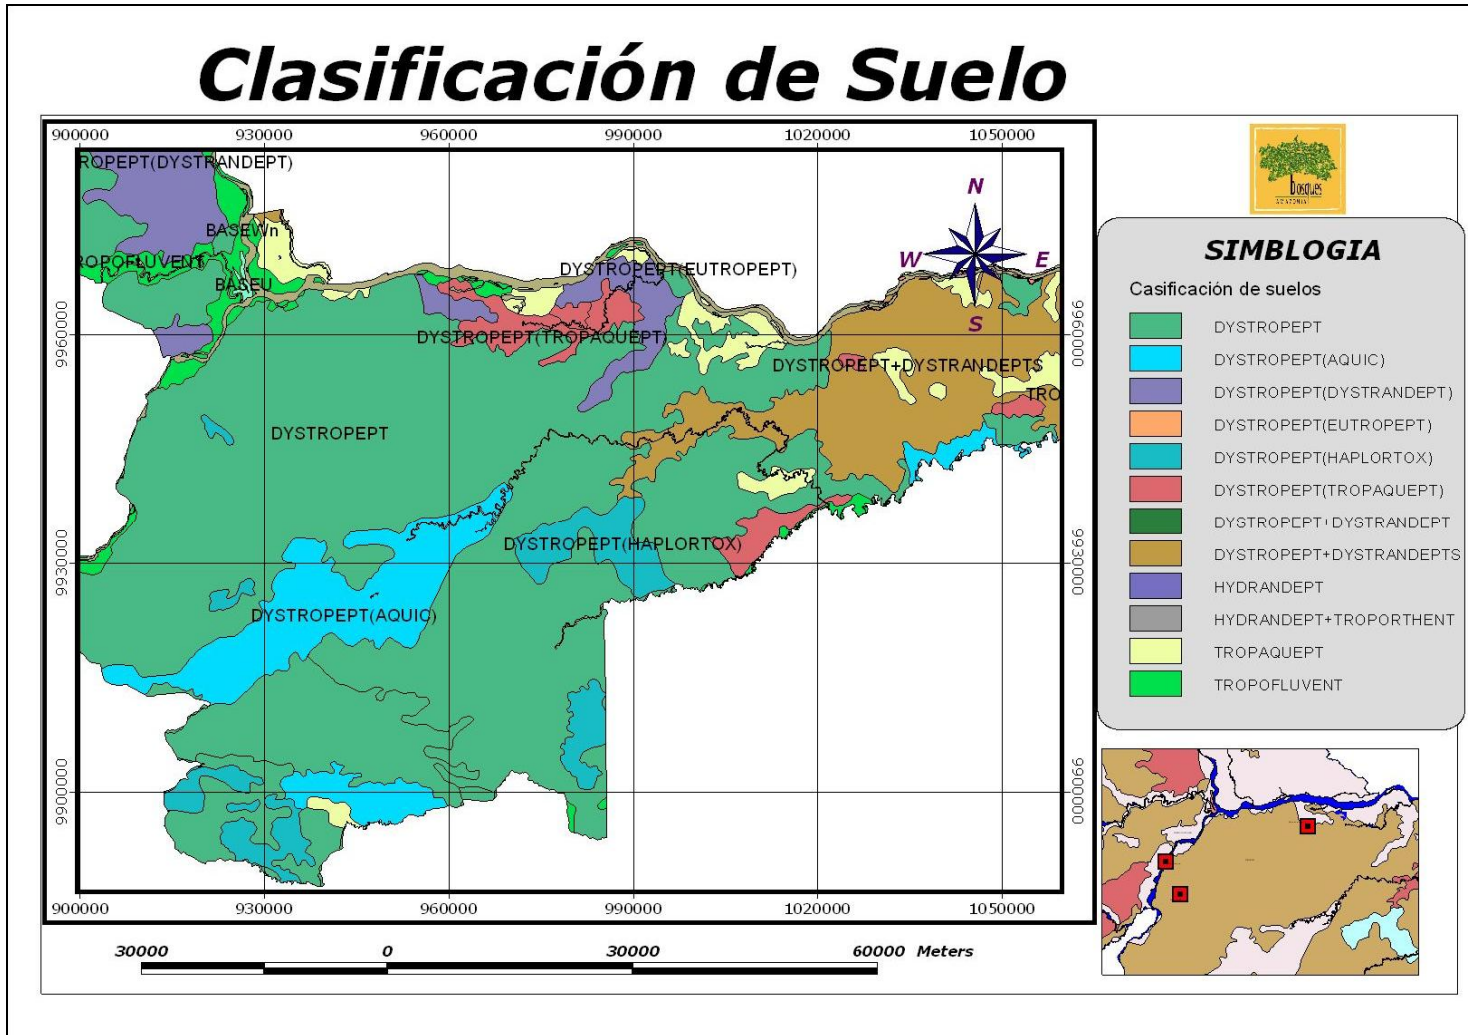 Clasificación de Suelo
900000 930000 960000 990000 1020000 1050000
ROPEPT(DYSTRANDEPT)
BASEWn
ROPOFLUVENT
BASEU
DYSTROPEPT(EUTROPEPT)
DYSTROPEPT(TROPAQUEPT)
DYSTROPEPT+DYSTRANDEPTS
TRO
DYSTROPEPT
DYSTROPEPT(HAPLORTOX)
DYSTROPEPT(AQUIC)
N
W E
S
9960000 9960000
9930000 9930000
9900000 9900000
900000 930000 960000 990000 1020000 1050000
30000 0 30000 60000 Meters
bosques
SIMBLOGIA
Casificación de suelos
DYSTROPEPT
DYSTROPEPT(AQUIC)
DYSTROPEPT(DYSTRANDEPT)
DYSTROPEPT(EUTROPEPT)
DYSTROPEPT(HAPLORTOX)
DYSTROPEPT(TROPAQUEPT)
DYSTROPEPT+DYSTRANDEPT
DYSTROPEPT+DYSTRANDEPTS
HYDRANDEPT
HYDRANDEPT+TROPORTHENT
TROPAQUEPT
TROPOFLUVENT